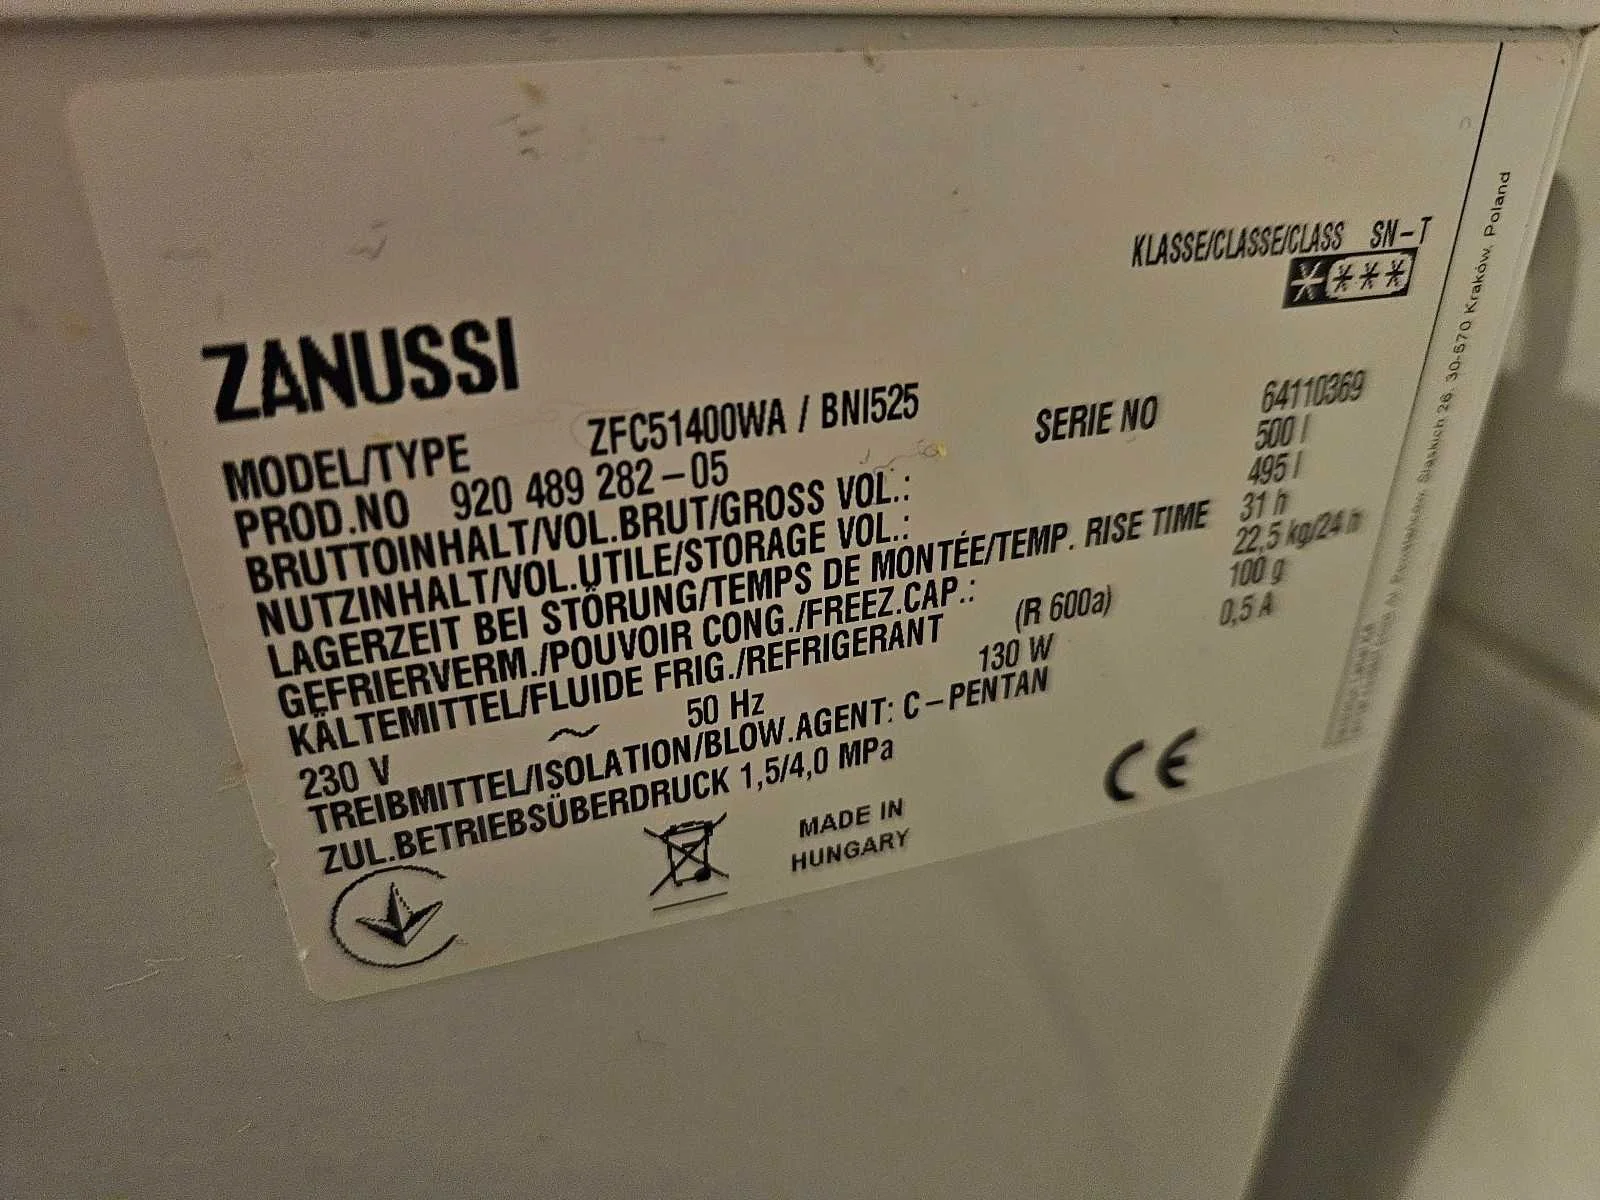 KLASSE/CLASSE/CLASS SN-T
ZANUSSI
MODEL/TYPE ZFC51400WA / BNI525 SERIE NO 64110369
PROD.NO 920 489 282-05
BRUTTOINHALT/VOL.BRUT/GROSS VOL.: 500 l
NUTZINHALT/VOL.UTILE/STORAGE VOL.: 495 l
LAGERZEIT BEI STÖRUNG/TEMPS DE MONTÉE/TEMP. RISE TIME 31 h
GEFRIERVERM./POUVOIR CONG./FREEZ.CAP.: 22,5 kg/24 h
KÄLTEMITTEL/FLUIDE FRIG./REFRIGERANT (R 600a) 100 g
230 V ~ 50 Hz 130 W 0,5 A
TREIBMITTEL/ISOLATION/BLOW.AGENT: C-PENTAN
ZUL.BETRIEBSÜBERDRUCK 1,5/4,0 MPa
MADE IN
HUNGARY
CE
Al. Powstańców Śląskich 26, 30-570 Kraków, Poland